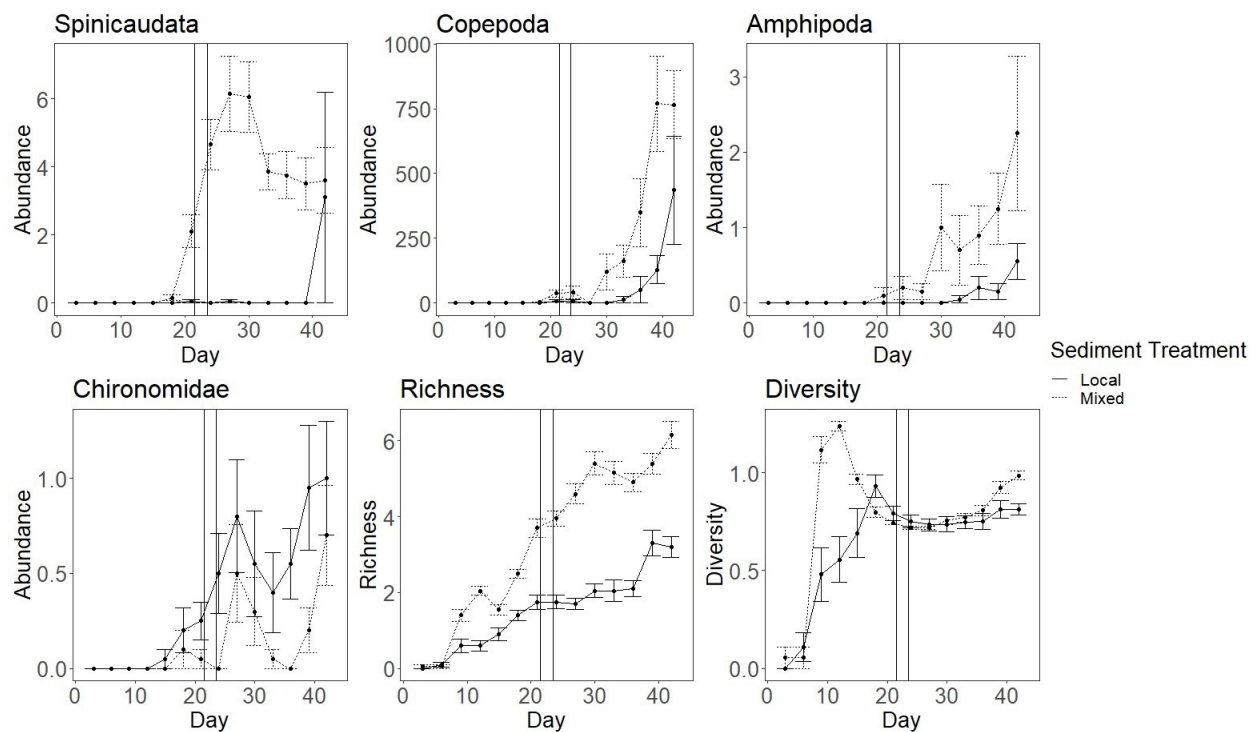 Spinicaudata
Copepoda
Amphipoda
Abundance
6
4
2
0
0 10 20 30 40
Day
Abundance
1000
750
500
250
0
0 10 20 30 40
Day
Abundance
3
2
1
0
0 10 20 30 40
Day
Sediment Treatment
Local
Mixed
Chironomidae
Richness
Diversity
Abundance
1.0
0.5
0.0
0 10 20 30 40
Day
Richness
6
4
2
0
0 10 20 30 40
Day
Diversity
1.0
0.5
0.0
0 10 20 30 40
Day